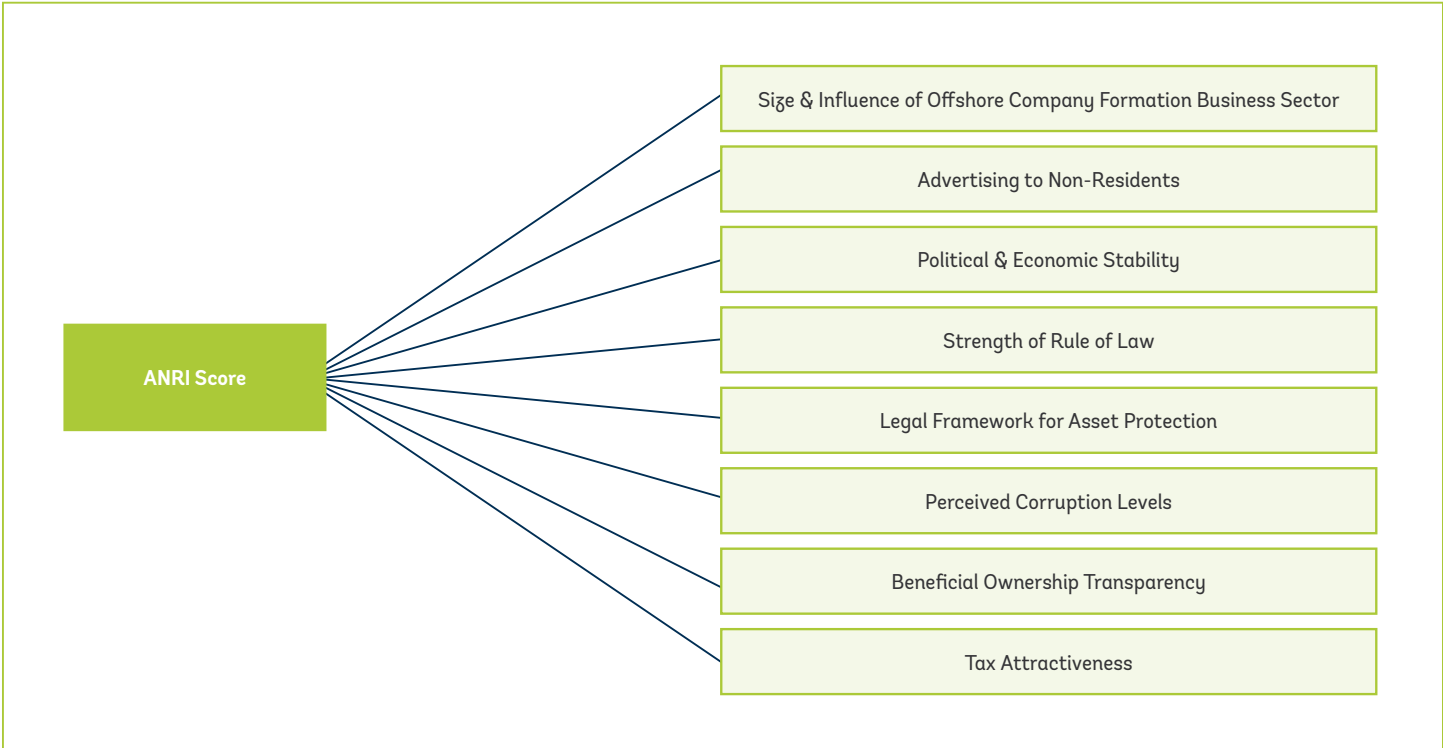 Size & Influence of Offshore Company Formation Business Sector
Advertising to Non-Residents
Political & Economic Stability
Strength of Rule of Law
ANRI Score
Legal Framework for Asset Protection
Perceived Corruption Levels
Beneficial Ownership Transparency
Tax Attractiveness